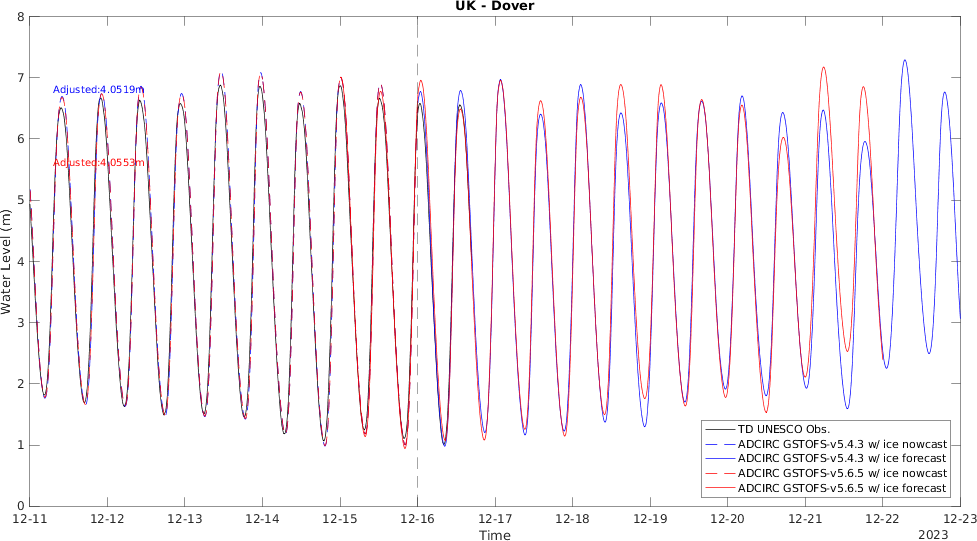 UK - Dover
8
7
6
5
4
3
2
1
0
Water Level (m)
Adjusted:4.0519m
Adjusted:4.0553m
TD UNESCO Obs.
ADCIRC GSTOFS-v5.4.3 w/ ice nowcast
ADCIRC GSTOFS-v5.4.3 w/ ice forecast
ADCIRC GSTOFS-v5.6.5 w/ ice nowcast
ADCIRC GSTOFS-v5.6.5 w/ ice forecast
12-11 12-12 12-13 12-14 12-15 12-16 12-17 12-18 12-19 12-20 12-21 12-22 12-23
Time
2023